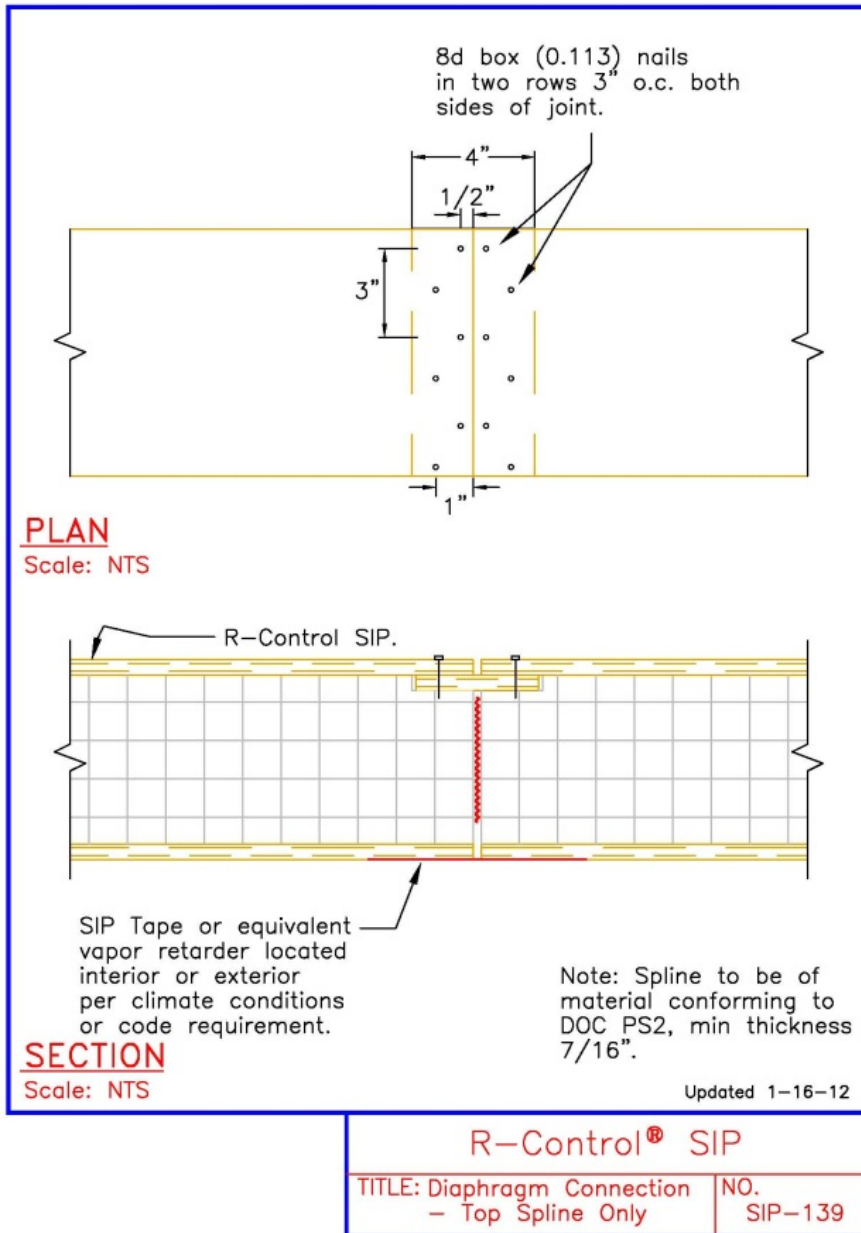 8d box (0.113) nails
in two rows 3" o.c. both
sides of joint.
4"
1/2"
3"
1"
PLAN
Scale: NTS
R-Control SIP.
SIP Tape or equivalent
vapor retarder located
interior or exterior
per climate conditions
or code requirement.
Note: Spline to be of
material conforming to
DOC PS2, min thickness
7/16".
SECTION
Scale: NTS
Updated 1-16-12
R-Control® SIP
TITLE: Diaphragm Connection
- Top Spline Only
NO.
SIP-139